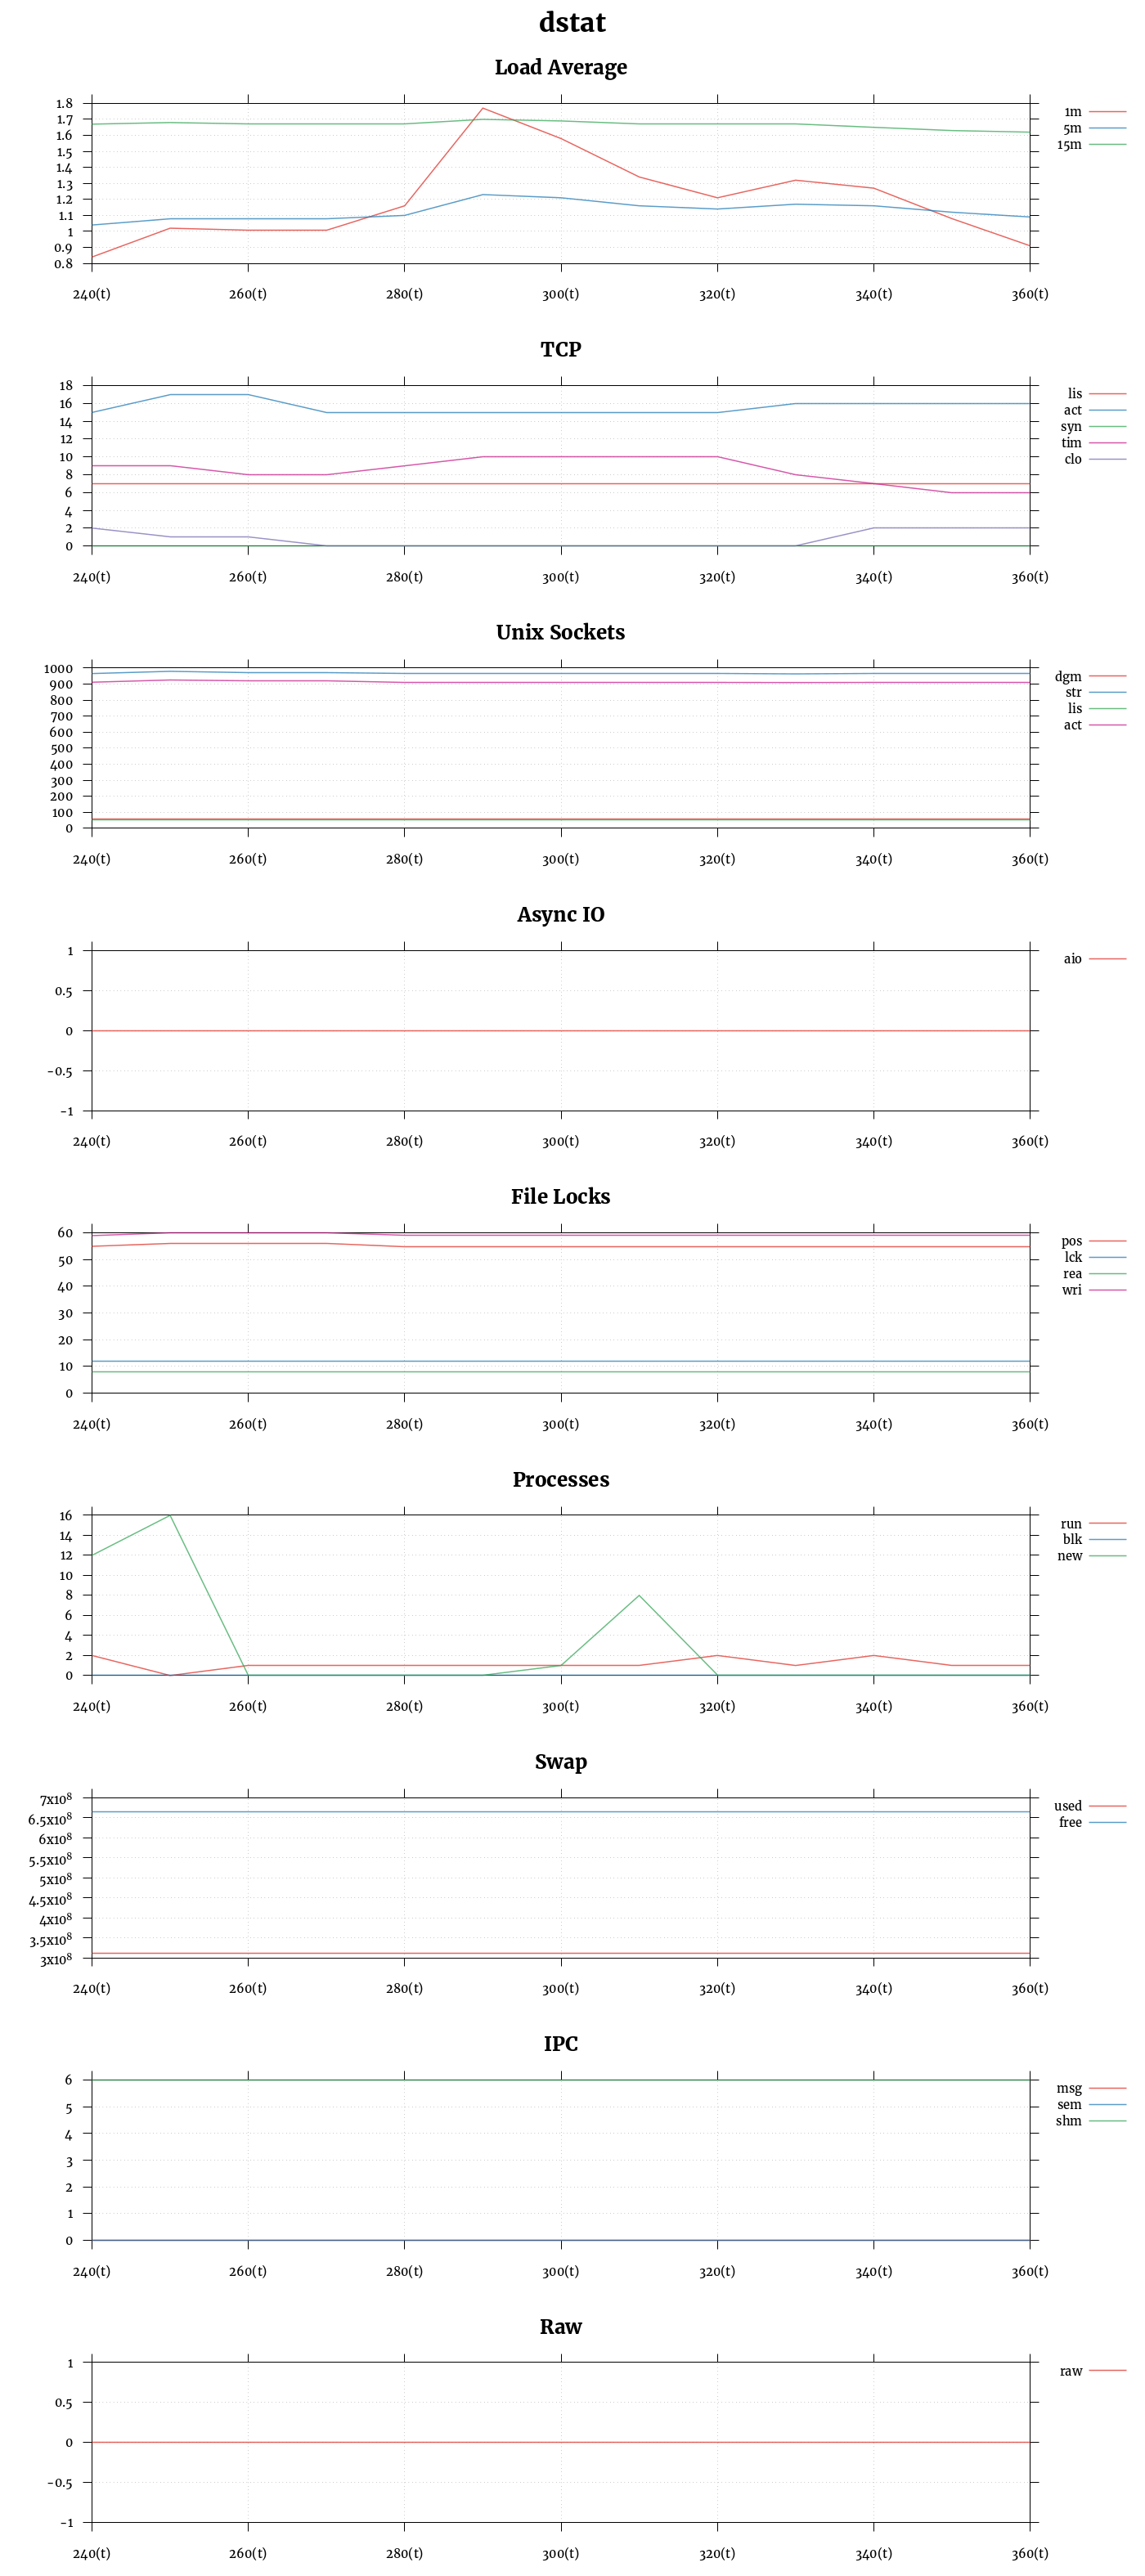 dstat
Load Average
1.8
1.7
1.6
1.5
1.4
1.3
1.2
1.1
1
0.9
0.8
240(t) 260(t) 280(t) 300(t) 320(t) 340(t) 360(t)
1m
5m
15m
TCP
18
16
14
12
10
8
6
4
2
0
240(t) 260(t) 280(t) 300(t) 320(t) 340(t) 360(t)
lis
act
syn
tim
clo
Unix Sockets
1000
900
800
700
600
500
400
300
200
100
0
240(t) 260(t) 280(t) 300(t) 320(t) 340(t) 360(t)
dgm
str
lis
act
Async IO
1
0.5
0
-0.5
-1
240(t) 260(t) 280(t) 300(t) 320(t) 340(t) 360(t)
aio
File Locks
60
50
40
30
20
10
0
240(t) 260(t) 280(t) 300(t) 320(t) 340(t) 360(t)
pos
lck
rea
wri
Processes
16
14
12
10
8
6
4
2
0
240(t) 260(t) 280(t) 300(t) 320(t) 340(t) 360(t)
run
blk
new
Swap
7x10⁸
6.5x10⁸
6x10⁸
5.5x10⁸
5x10⁸
4.5x10⁸
4x10⁸
3.5x10⁸
3x10⁸
240(t) 260(t) 280(t) 300(t) 320(t) 340(t) 360(t)
used
free
IPC
6
5
4
3
2
1
0
240(t) 260(t) 280(t) 300(t) 320(t) 340(t) 360(t)
msg
sem
shm
Raw
1
0.5
0
-0.5
-1
240(t) 260(t) 280(t) 300(t) 320(t) 340(t) 360(t)
raw